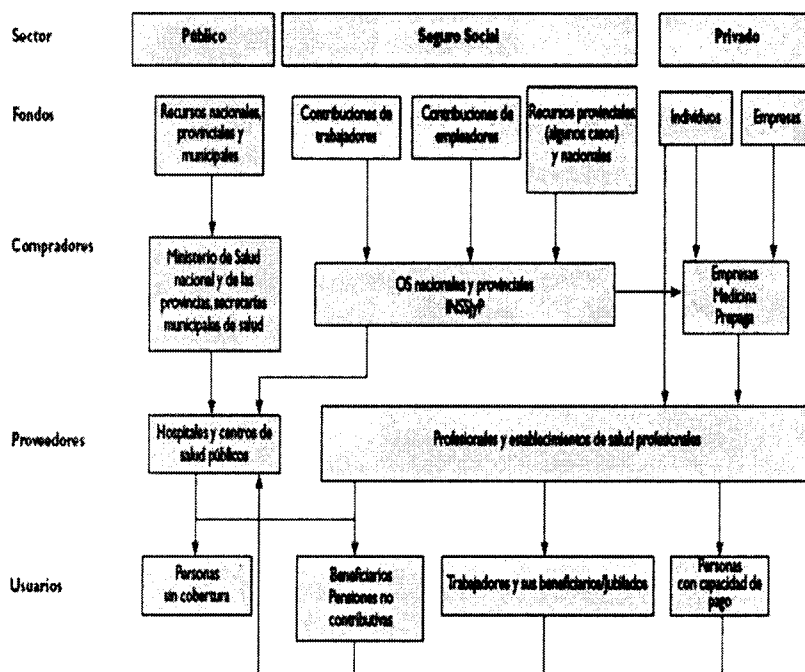 Sector
Público
Seguro Social
Privado
Fondos
Recursos nacionales,
provinciales y
municipales
Contribuciones de
trabajadores
Contribuciones de
empleadores
Recursos provinciales
(algunos casos)
y nacionales
Individuos
Empresas
Compradores
Ministerio de Salud
nacional y de las
provincias, secretarías
municipales de salud
OS nacionales y provinciales
INSSJyP
Empresas
Medicina
Prepaga
Proveedores
Hospitales y centros de
salud públicos
Profesionales y establecimientos de salud profesionales
Usuarios
Personas
sin cobertura
Beneficiarios
Pensiones no
contributivas
Trabajadores y sus beneficiarios/Jubilados
Personas
con capacidad de
pago